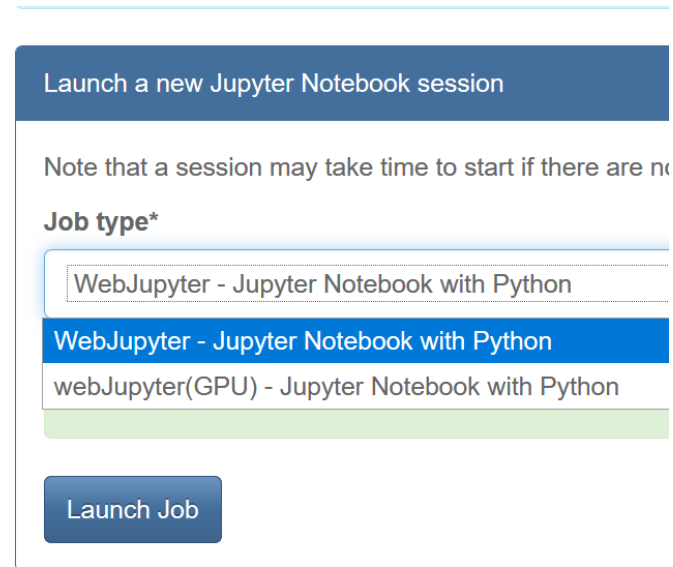 Launch a new Jupyter Notebook session
Note that a session may take time to start if there are
Job type*
WebJupyter - Jupyter Notebook with Python
WebJupyter - Jupyter Notebook with Python
webJupyter(GPU) - Jupyter Notebook with Python
Launch Job